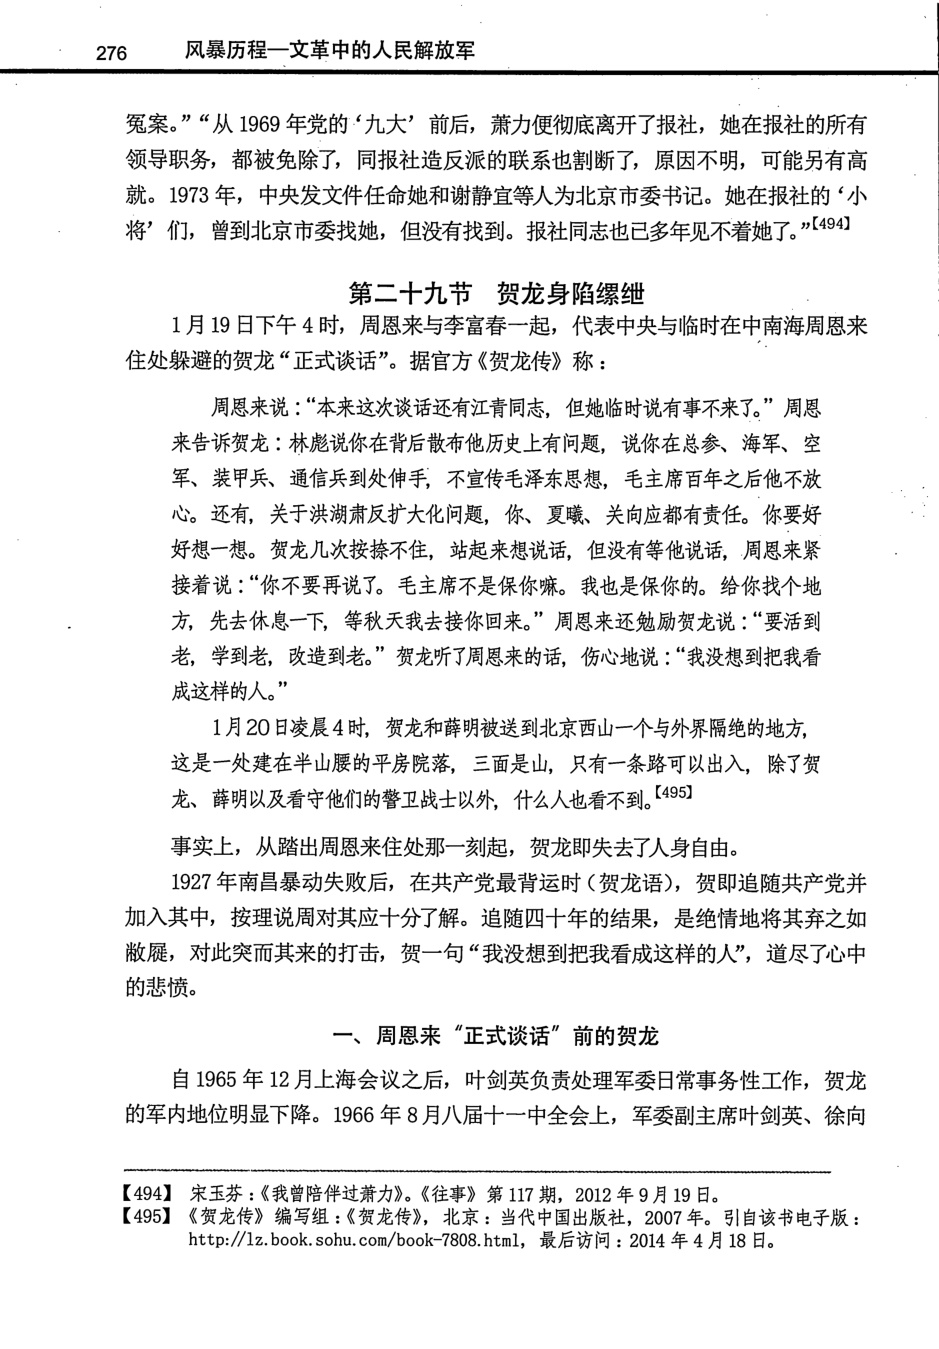 276 风暴历程—文革中的人民解放军
冤案。”“从 1969 年党的‘九大’前后，萧力便彻底离开了报社，她在报社的所有
领导职务，都被免除了，同报社造反派的联系也割断了，原因不明，可能另有高
就。1973 年，中央发文件任命她和谢静宜等人为北京市委书记。她在报社的‘小
将’们，曾到北京市委找她，但没有找到。报社同志也已多年见不着她了。”【494】
第二十九节 贺龙身陷缧绁
1 月 19 日下午 4 时，周恩来与李富春一起，代表中央与临时在中南海周恩来
住处躲避的贺龙“正式谈话”。据官方《贺龙传》称：
周恩来说：“本来这次谈话还有江青同志，但她临时说有事不来了。”周恩
来告诉贺龙：林彪说你在背后散布他历史上有问题，说你在总参、海军、空
军、装甲兵、通信兵到处伸手，不宣传毛泽东思想，毛主席百年之后他不放
心。还有，关于洪湖肃反扩大化问题，你、夏曦、关向应都有责任。你要好
好想一想。贺龙几次按捺不住，站起来想说话，但没有等他说话，周恩来紧
接着说：“你不要再说了。毛主席不是保你嘛。我也是保你的。给你找个地
方，先去休息一下，等秋天我去接你回来。”周恩来还勉励贺龙说：“要活到
老，学到老，改造到老。”贺龙听了周恩来的话，伤心地说：“我没想到把我看
成这样的人。”
1月20日凌晨4时，贺龙和薛明被送到北京西山一个与外界隔绝的地方，
这是一处建在半山腰的平房院落，三面是山，只有一条路可以出入，除了贺
龙、薛明以及看守他们的警卫战士以外，什么人也看不到。【495】
事实上，从踏出周恩来住处那一刻起，贺龙即失去了人身自由。
1927 年南昌暴动失败后，在共产党最背运时（贺龙语），贺即追随共产党并
加入其中，按理说周对其应十分了解。追随四十年的结果，是绝情地将其弃之如
敝屣，对此突而其来的打击，贺一句“我没想到把我看成这样的人”，道尽了心中
的悲愤。
一、周恩来“正式谈话”前的贺龙
自 1965 年 12 月上海会议之后，叶剑英负责处理军委日常事务性工作，贺龙
的军内地位明显下降。1966 年 8 月八届十一中全会上，军委副主席叶剑英、徐向
【494】 宋玉芬：《我曾陪伴过萧力》。《往事》第 117 期，2012 年 9 月 19 日。
【495】 《贺龙传》编写组：《贺龙传》，北京：当代中国出版社，2007 年。引自该书电子版：
http://lz.book.sohu.com/book-7808.html，最后访问：2014 年 4 月 18 日。